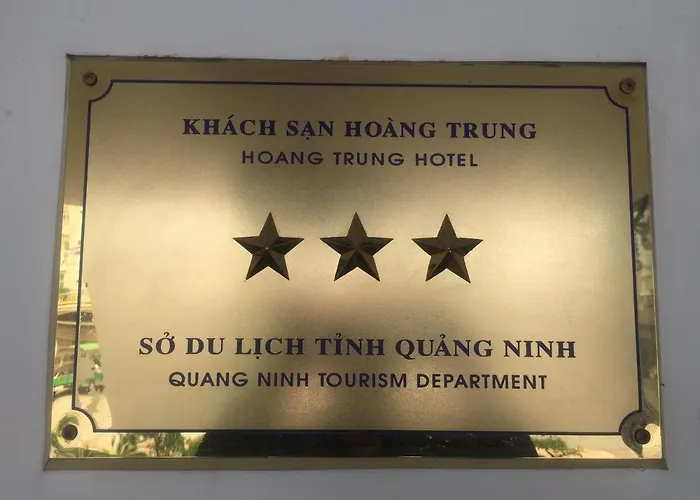 KHÁCH SẠN HOÀNG TRUNG
HOANG TRUNG HOTEL
SỞ DU LỊCH TỈNH QUẢNG NINH
QUANG NINH TOURISM DEPARTMENT